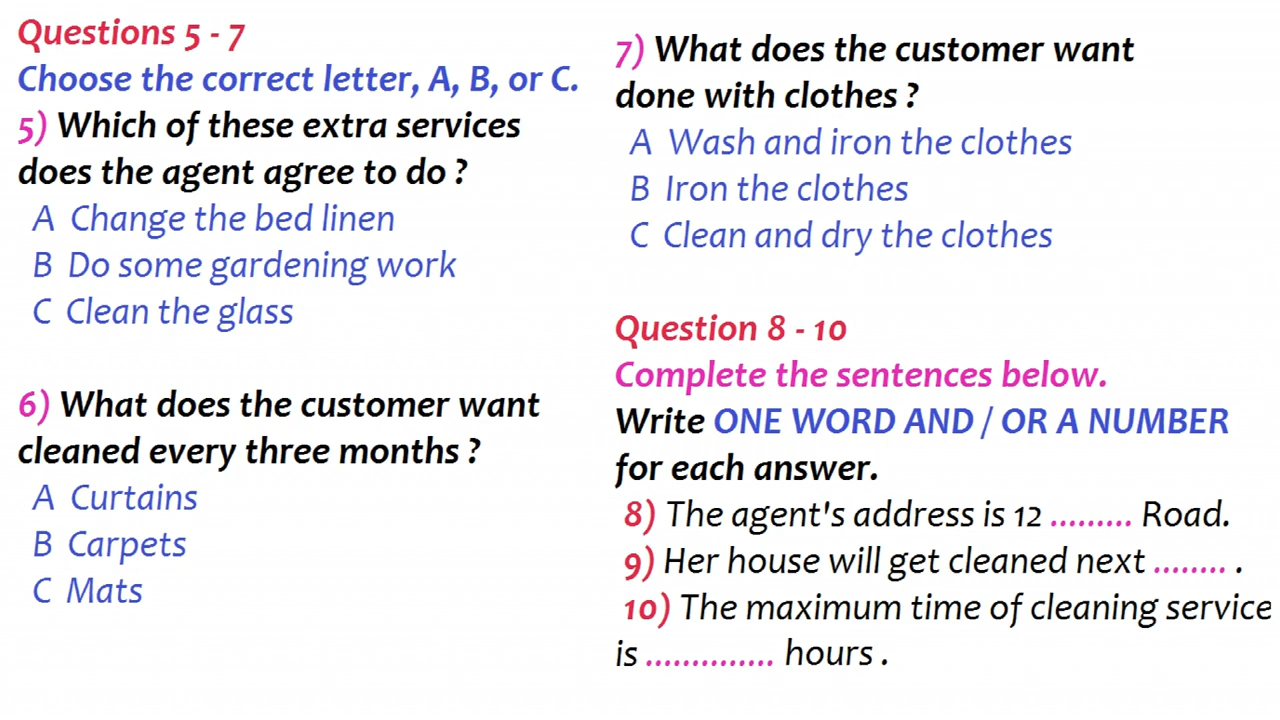 Questions 5 - 7
Choose the correct letter, A, B, or C.
5) Which of these extra services
does the agent agree to do ?
A Change the bed linen
B Do some gardening work
C Clean the glass
6) What does the customer want
cleaned every three months ?
A Curtains
B Carpets
C Mats
7) What does the customer want
done with clothes ?
A Wash and iron the clothes
B Iron the clothes
C Clean and dry the clothes
Question 8 - 10
Complete the sentences below.
Write ONE WORD AND / OR A NUMBER
for each answer.
8) The agent's address is 12 ......... Road.
9) Her house will get cleaned next ........ .
10) The maximum time of cleaning service
is .............. hours .